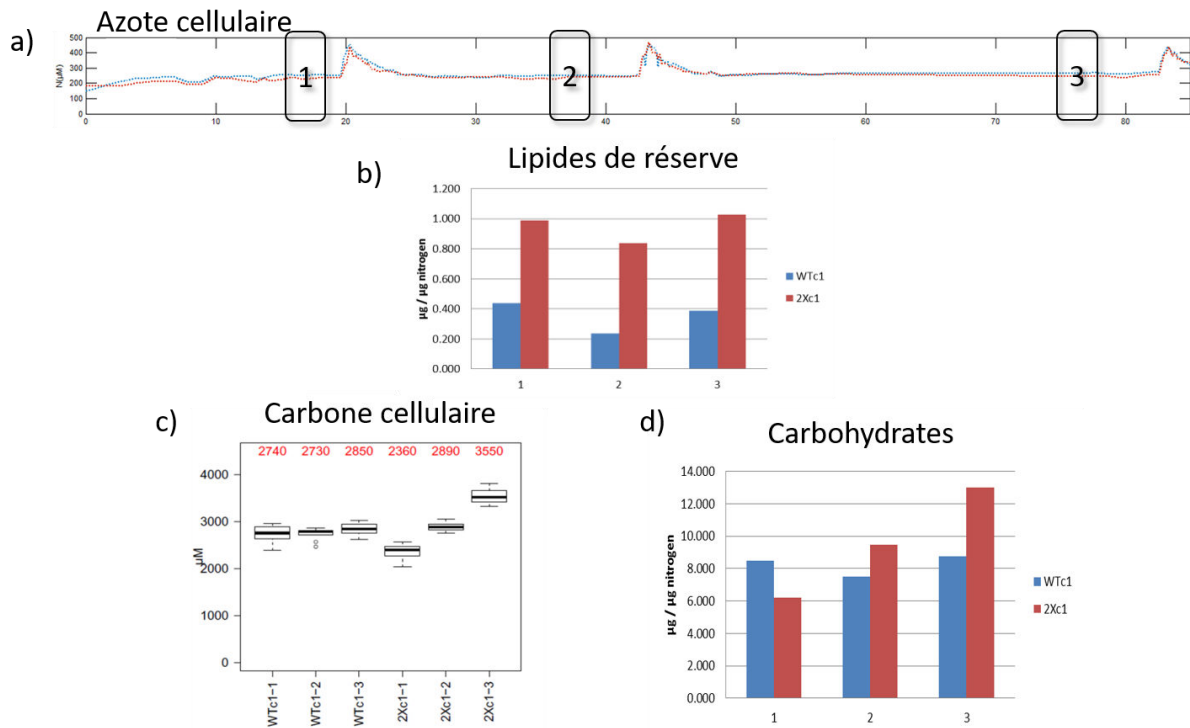 Azote cellulaire
a)
500
400
300
200
100
0
N(µM)
1
2
3
0 10 20 30 40 50 60 70 80
Lipides de réserve
b)
1.200
1.000
0.800
0.600
0.400
0.200
0.000
µg / µg nitrogen
1 2 3
WTc1
2Xc1
Carbone cellulaire
c)
2740 2730 2850 2360 2890 3550
4000
3000
2000
1000
0
µM
WTc1-1
WTc1-2
WTc1-3
2Xc1-1
2Xc1-2
2Xc1-3
d)
Carbohydrates
14.000
12.000
10.000
8.000
6.000
4.000
2.000
0.000
µg / µg nitrogen
1 2 3
WTc1
2Xc1